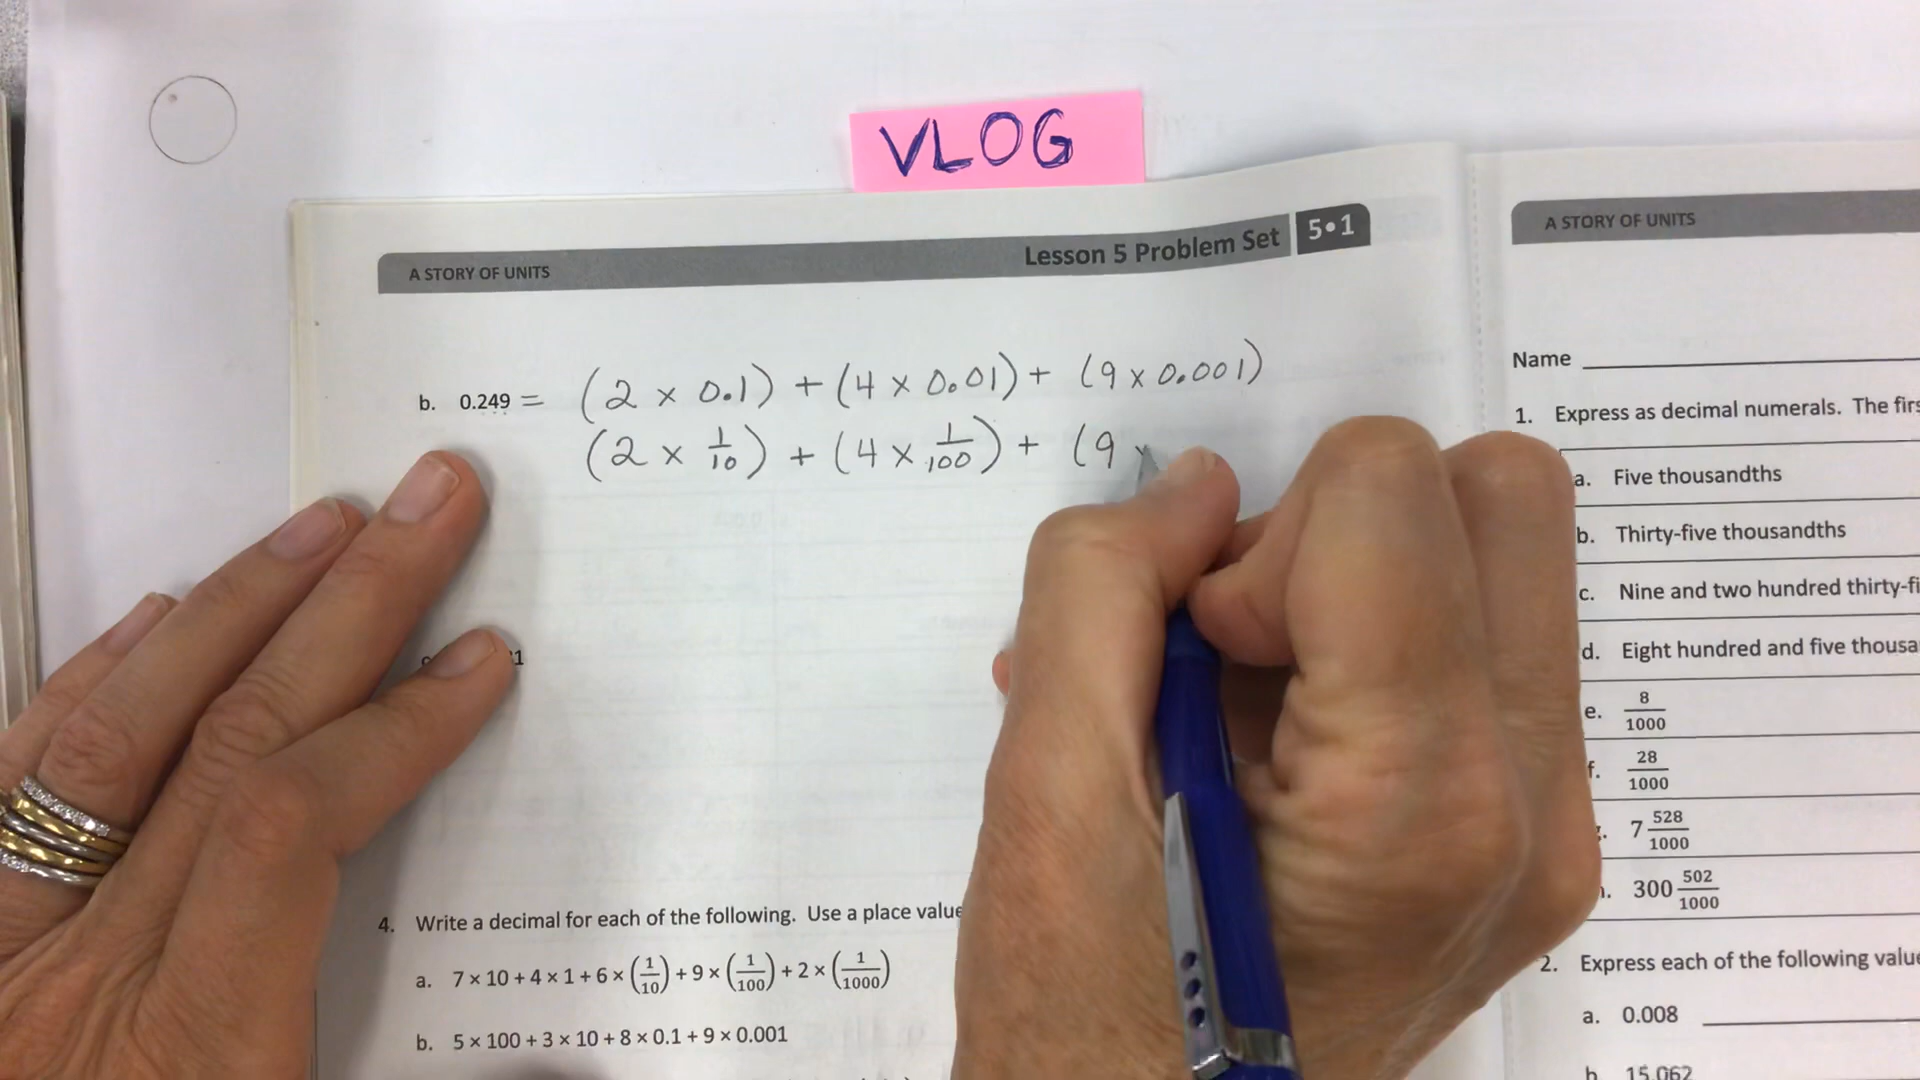 VLOG
A STORY OF UNITS
Lesson 5 Problem Set 5•1
b. 0.249 = (2 × 0.1) + (4 × 0.01) + (9 × 0.001)
(2 × 1/10) + (4 × 1/100) + (9 ×
1
4. Write a decimal for each of the following. Use a place value
a. 7 × 10 + 4 × 1 + 6 × (1/10) + 9 × (1/100) + 2 × (1/1000)
b. 5 × 100 + 3 × 10 + 8 × 0.1 + 9 × 0.001
A STORY OF UNITS
Name
1. Express as decimal numerals. The firs
a. Five thousandths
b. Thirty-five thousandths
c. Nine and two hundred thirty-fi
d. Eight hundred and five thousa
e. 8/1000
f. 28/1000
7 528/1000
300 502/1000
2. Express each of the following value
a. 0.008
b 15.062